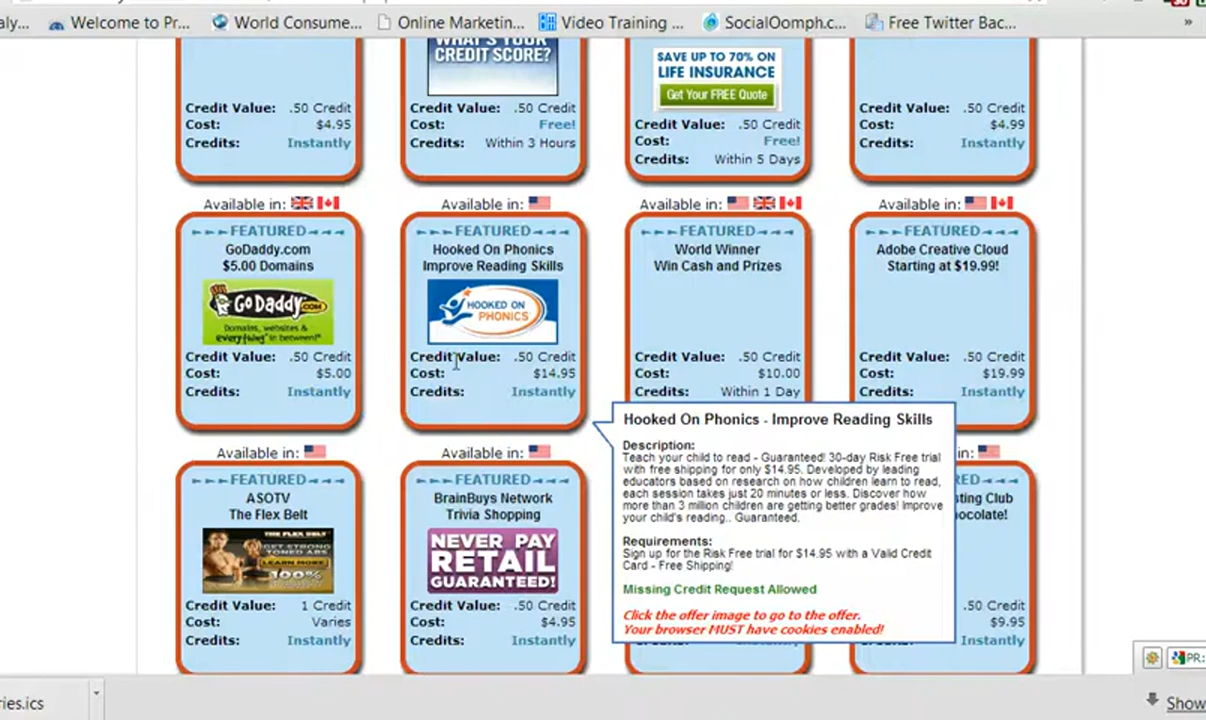 aly...
Welcome to Pr...
World Consume...
Online Marketin...
Video Training ...
SocialOomph.c...
Free Twitter Bac...
»
Credit Value: .50 Credit
Cost: $4.95
Credits: Instantly
WHAT'S YOUR
CREDIT SCORE?
Credit Value: .50 Credit
Cost: Free!
Credits: Within 3 Hours
SAVE UP TO 70% ON
LIFE INSURANCE
Get Your FREE Quote
Credit Value: .50 Credit
Cost: Free!
Credits: Within 5 Days
Credit Value: .50 Credit
Cost: $4.99
Credits: Instantly
Available in:
FEATURED
GoDaddy.com
$5.00 Domains
GO DADDY.COM
Domains, websites &
everything* in between!*
Credit Value: .50 Credit
Cost: $5.00
Credits: Instantly
Available in:
FEATURED
Hooked On Phonics
Improve Reading Skills
HOOKED ON
PHONICS
Credit Value: .50 Credit
Cost: $14.95
Credits: Instantly
Available in:
FEATURED
World Winner
Win Cash and Prizes
Credit Value: .50 Credit
Cost: $10.00
Credits: Within 1 Day
Available in:
FEATURED
Adobe Creative Cloud
Starting at $19.99!
Credit Value: .50 Credit
Cost: $19.99
Credits: Instantly
Hooked On Phonics - Improve Reading Skills
Description:
Teach your child to read - Guaranteed! 30-day Risk Free trial
with free shipping for only $14.95. Developed by leading
educators based on research on how children learn to read,
each session takes just 20 minutes or less. Discover how
more than 3 million children are getting better grades! Improve
your child's reading.. Guaranteed.
Requirements:
Sign up for the Risk Free trial for $14.95 with a Valid Credit
Card - Free Shipping!
Missing Credit Request Allowed
Click the offer image to go to the offer.
Your browser MUST have cookies enabled!
Available in:
FEATURED
ASOTV
The Flex Belt
THE FLEX BELT
GET STRONG
TONED ABS
LEARN MORE
100%
Credit Value: 1 Credit
Cost: Varies
Credits: Instantly
Available in:
FEATURED
BrainBuys Network
Trivia Shopping
NEVER PAY
RETAIL
GUARANTEED!
Credit Value: .50 Credit
Cost: $4.95
Credits: Instantly
in:
RED
sting Club
ocolate!
.50 Credit
$9.95
Instantly
PR:
ries.ics
Show